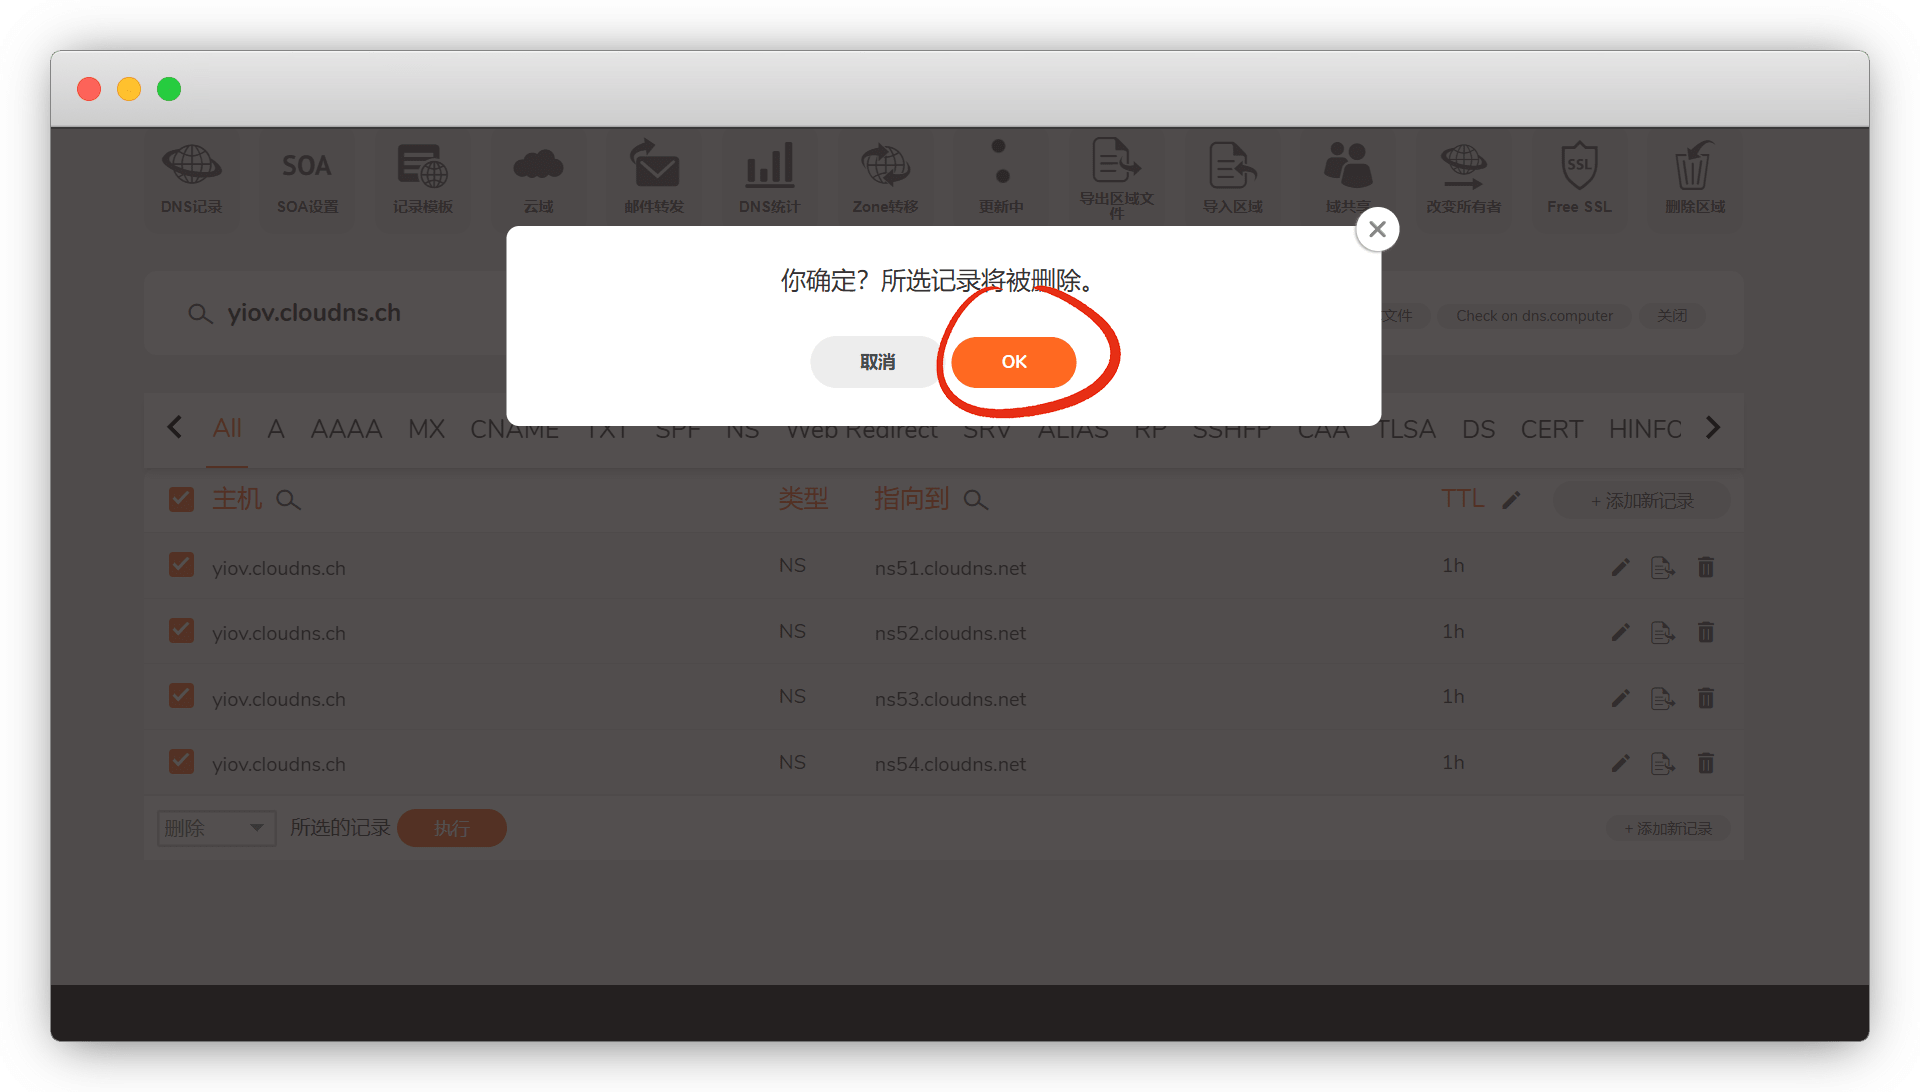 DNS记录
SOA
SOA设置
记录模板
云域
邮件转发
DNS统计
Zone转移
更新中
导出区域文
件
导入区域
域共享
改变所有者
SSL
Free SSL
删除区域
你确定？所选记录将被删除。
取消
OK
yiov.cloudns.ch
文件
Check on dns.computer
关闭
All A AAAA MX CNAME TXT SPF NS Web Redirect SRV ALIAS RP SSHFP CAA TLSA DS CERT HINFO
主机 类型 指向到 TTL + 添加新记录
yiov.cloudns.ch NS ns51.cloudns.net 1h
yiov.cloudns.ch NS ns52.cloudns.net 1h
yiov.cloudns.ch NS ns53.cloudns.net 1h
yiov.cloudns.ch NS ns54.cloudns.net 1h
删除 所选的记录 执行 + 添加新记录